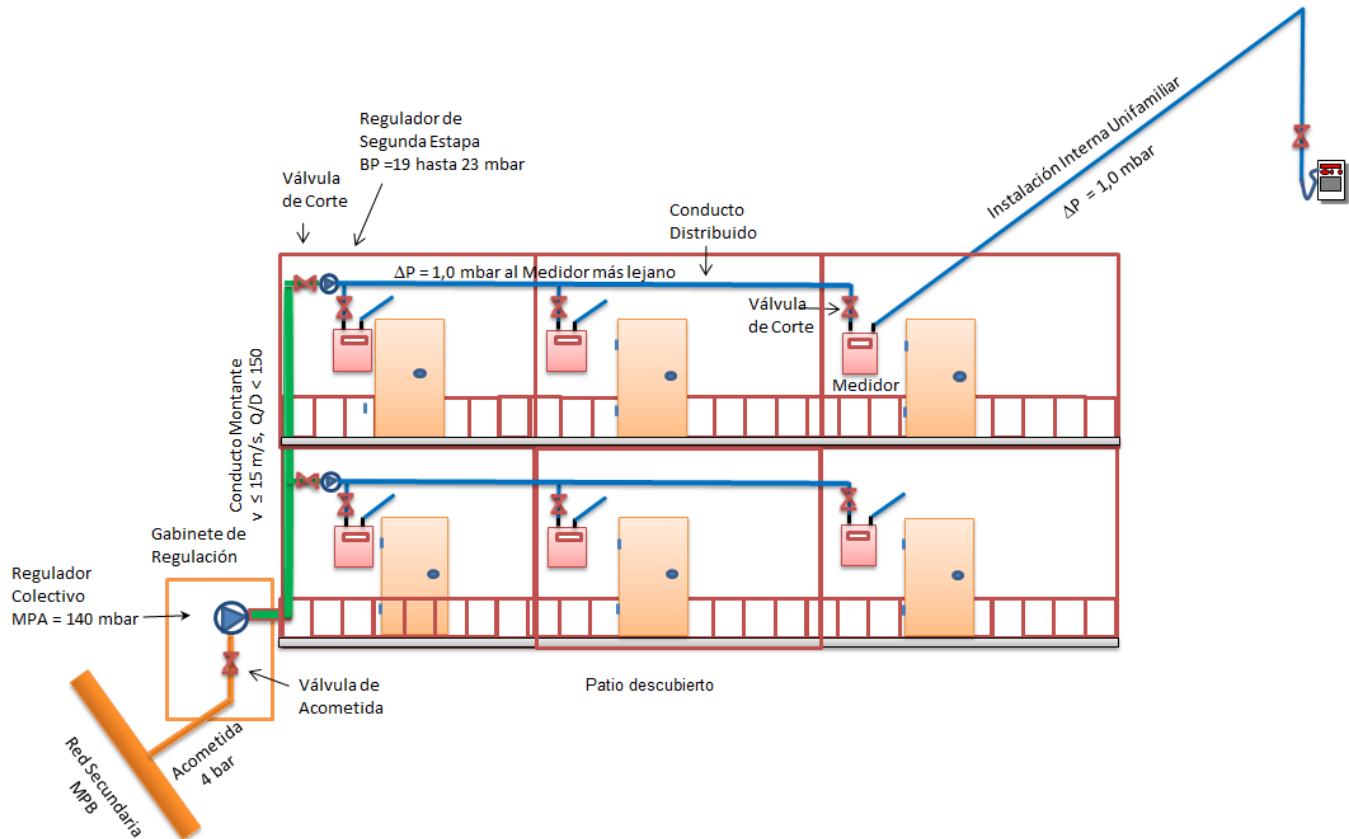 Regulador de
Segunda Estapa
BP =19 hasta 23 mbar
Válvula
de Corte
Conducto
Distribuido
Instalación Interna Unifamiliar
ΔP = 1,0 mbar
ΔP = 1,0 mbar al Medidor más lejano
Válvula
de Corte
Medidor
Conducto Montante
v ≤ 15 m/s, Q/D < 150
Gabinete de
Regulación
Regulador
Colectivo
MPA = 140 mbar
Válvula de
Acometida
Patio descubierto
Acometida
4 bar
Red Secundaria
MPB